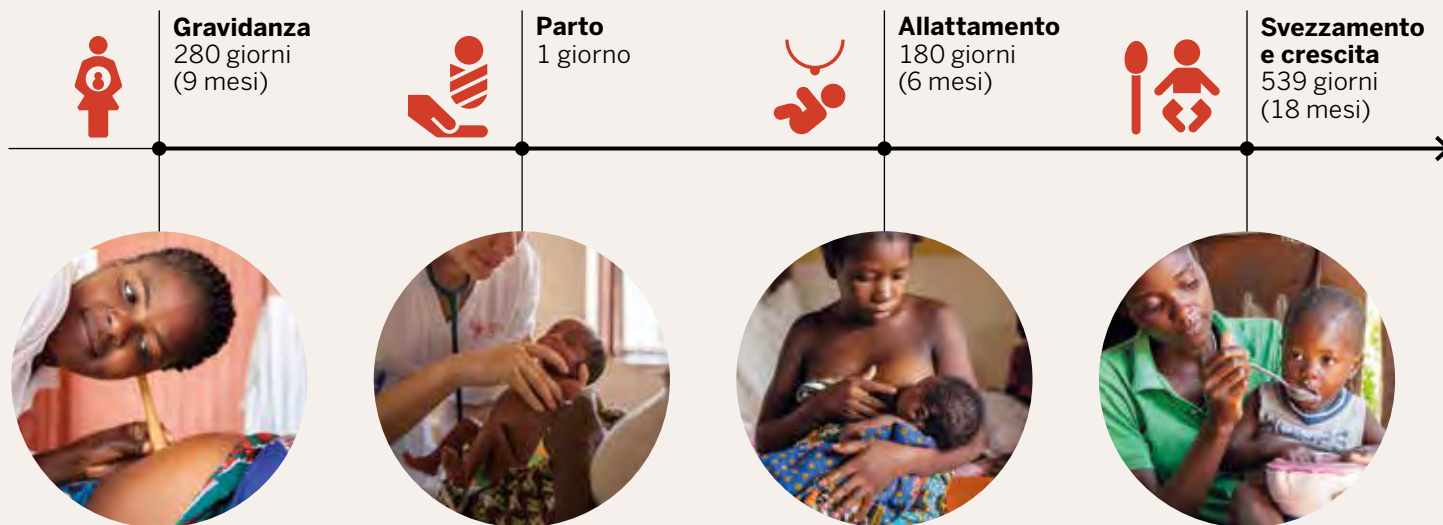 Gravidanza
280 giorni
(9 mesi)
Parto
1 giorno
Allattamento
180 giorni
(6 mesi)
Svezzamento
e crescita
539 giorni
(18 mesi)